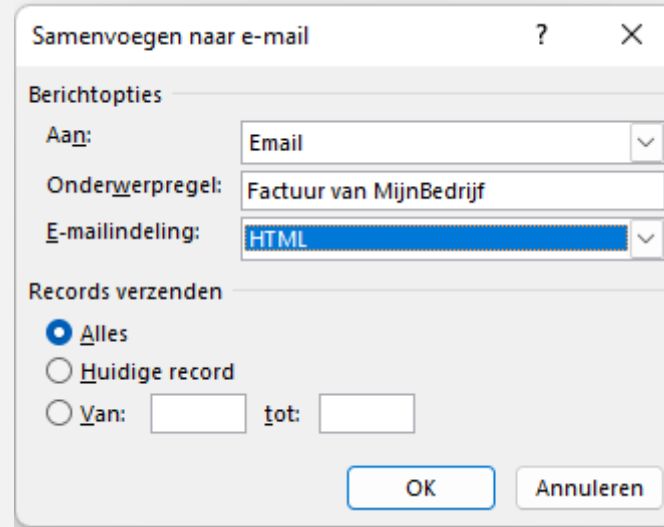 Samenvoegen naar e-mail ?
Berichtopties
Aan: Email
Onderwerpregel: Factuur van MijnBedrijf
E-mailindeling: HTML
Records verzenden
Alles
Huidige record
Van: tot:
OK Annuleren